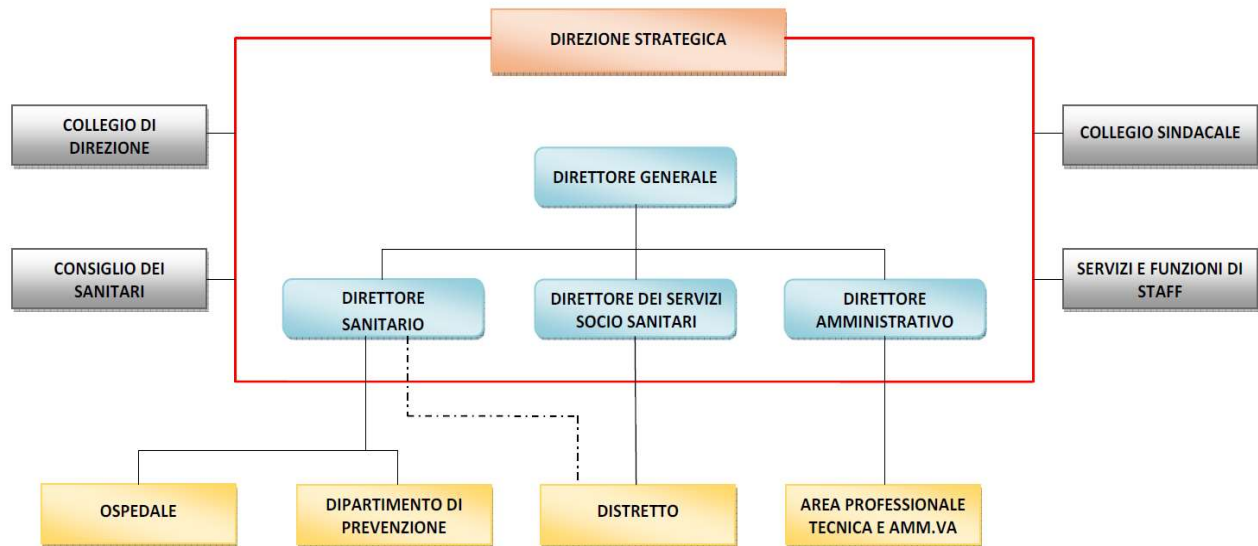 DIREZIONE STRATEGICA
COLLEGIO DI
DIREZIONE
COLLEGIO SINDACALE
DIRETTORE GENERALE
CONSIGLIO DEI
SANITARI
SERVIZI E FUNZIONI DI
STAFF
DIRETTORE
SANITARIO
DIRETTORE DEI SERVIZI
SOCIO SANITARI
DIRETTORE
AMMINISTRATIVO
OSPEDALE
DIPARTIMENTO DI
PREVENZIONE
DISTRETTO
AREA PROFESSIONALE
TECNICA E AMM.VA